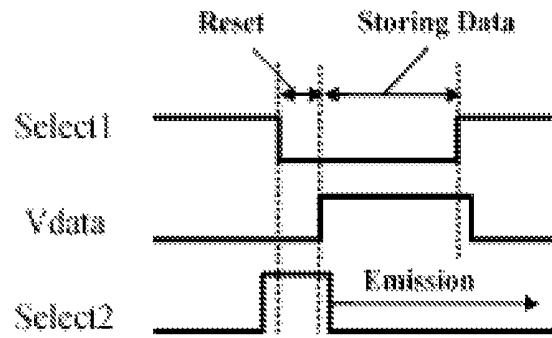 Reset Storing Data
Select1
Vdata
Emission
Select2